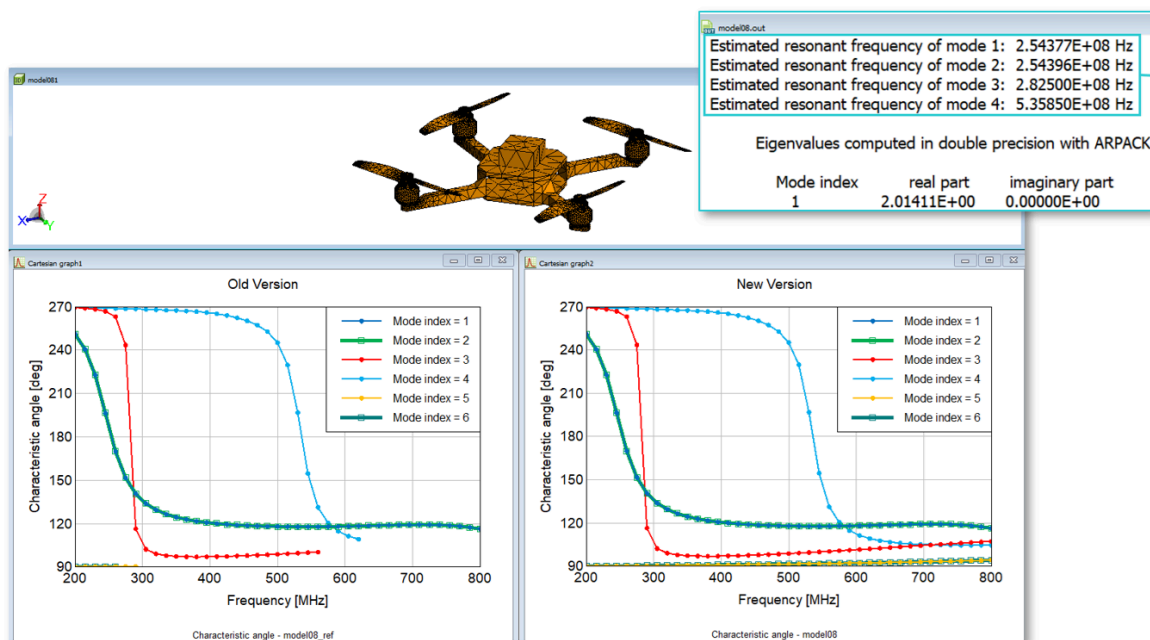 model08.out
Estimated resonant frequency of mode 1: 2.54377E+08 Hz
Estimated resonant frequency of mode 2: 2.54396E+08 Hz
Estimated resonant frequency of mode 3: 2.82500E+08 Hz
Estimated resonant frequency of mode 4: 5.35850E+08 Hz
Eigenvalues computed in double precision with ARPACK
Mode index real part imaginary part
1 2.01411E+00 0.00000E+00
model081
Z
X
Y
Cartesian graph1
Old Version
270
240
210
180
150
120
90
Characteristic angle [deg]
Mode index = 1
Mode index = 2
Mode index = 3
Mode index = 4
Mode index = 5
Mode index = 6
200 300 400 500 600 700 800
Frequency [MHz]
Characteristic angle - model08_ref
Cartesian graph2
New Version
270
240
210
180
150
120
90
Characteristic angle [deg]
Mode index = 1
Mode index = 2
Mode index = 3
Mode index = 4
Mode index = 5
Mode index = 6
200 300 400 500 600 700 800
Frequency [MHz]
Characteristic angle - model08